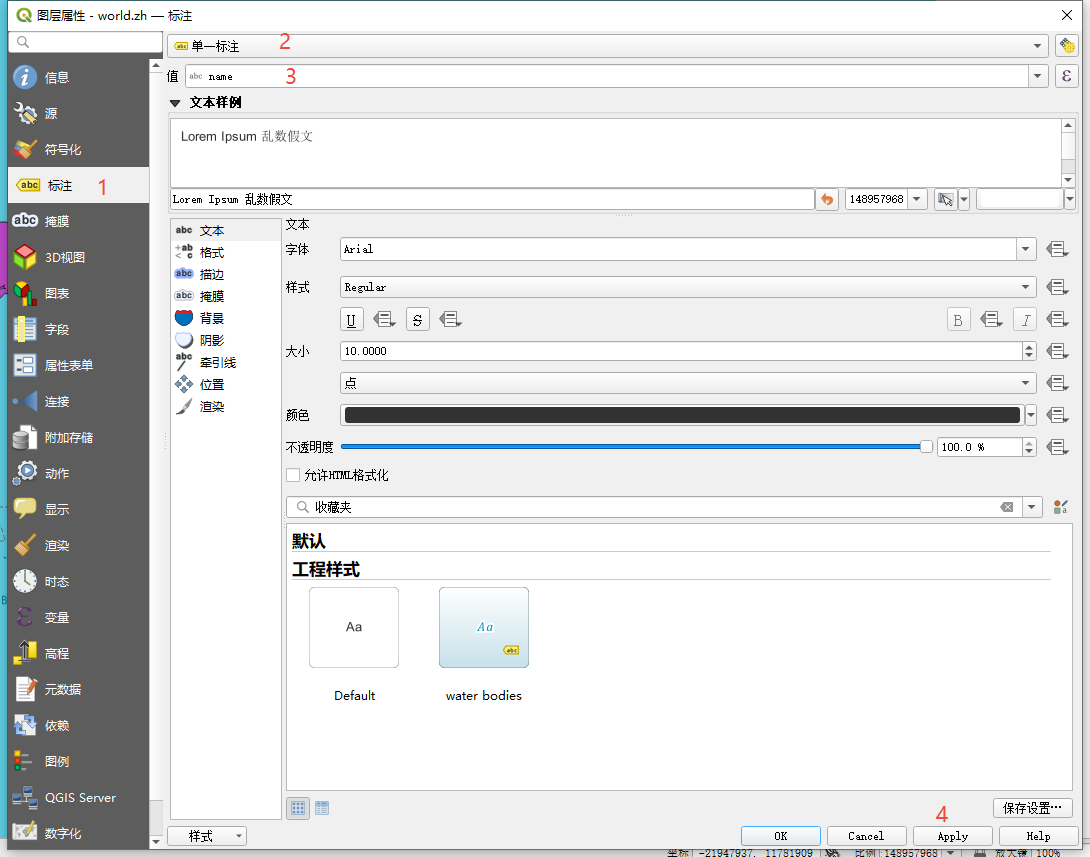 图层属性 - world.zh — 标注
信息
源
符号化
abc 标注 1
abc 掩膜
3D视图
图表
字段
属性表单
连接
附加存储
动作
显示
渲染
时态
变量
高程
元数据
依赖
图例
QGIS Server
数字化
abc 单一标注 2
值 abc name 3
ε
文本样例
Lorem Ipsum 乱数假文
Lorem Ipsum 乱数假文
148957968
abc 文本
格式
abc 描边
abc 掩膜
背景
阴影
abc 牵引线
位置
渲染
文本
字体 Arial
样式 Regular
U S B I
大小 10.0000
点
颜色
不透明度 100.0 %
允许HTML格式化
收藏夹
默认
工程样式
Aa
Default
Aa
abc
water bodies
4
保存设置…
样式
OK Cancel Apply Help
坐标 -21947937, 11781909 比例 148957968 放大镜 100%